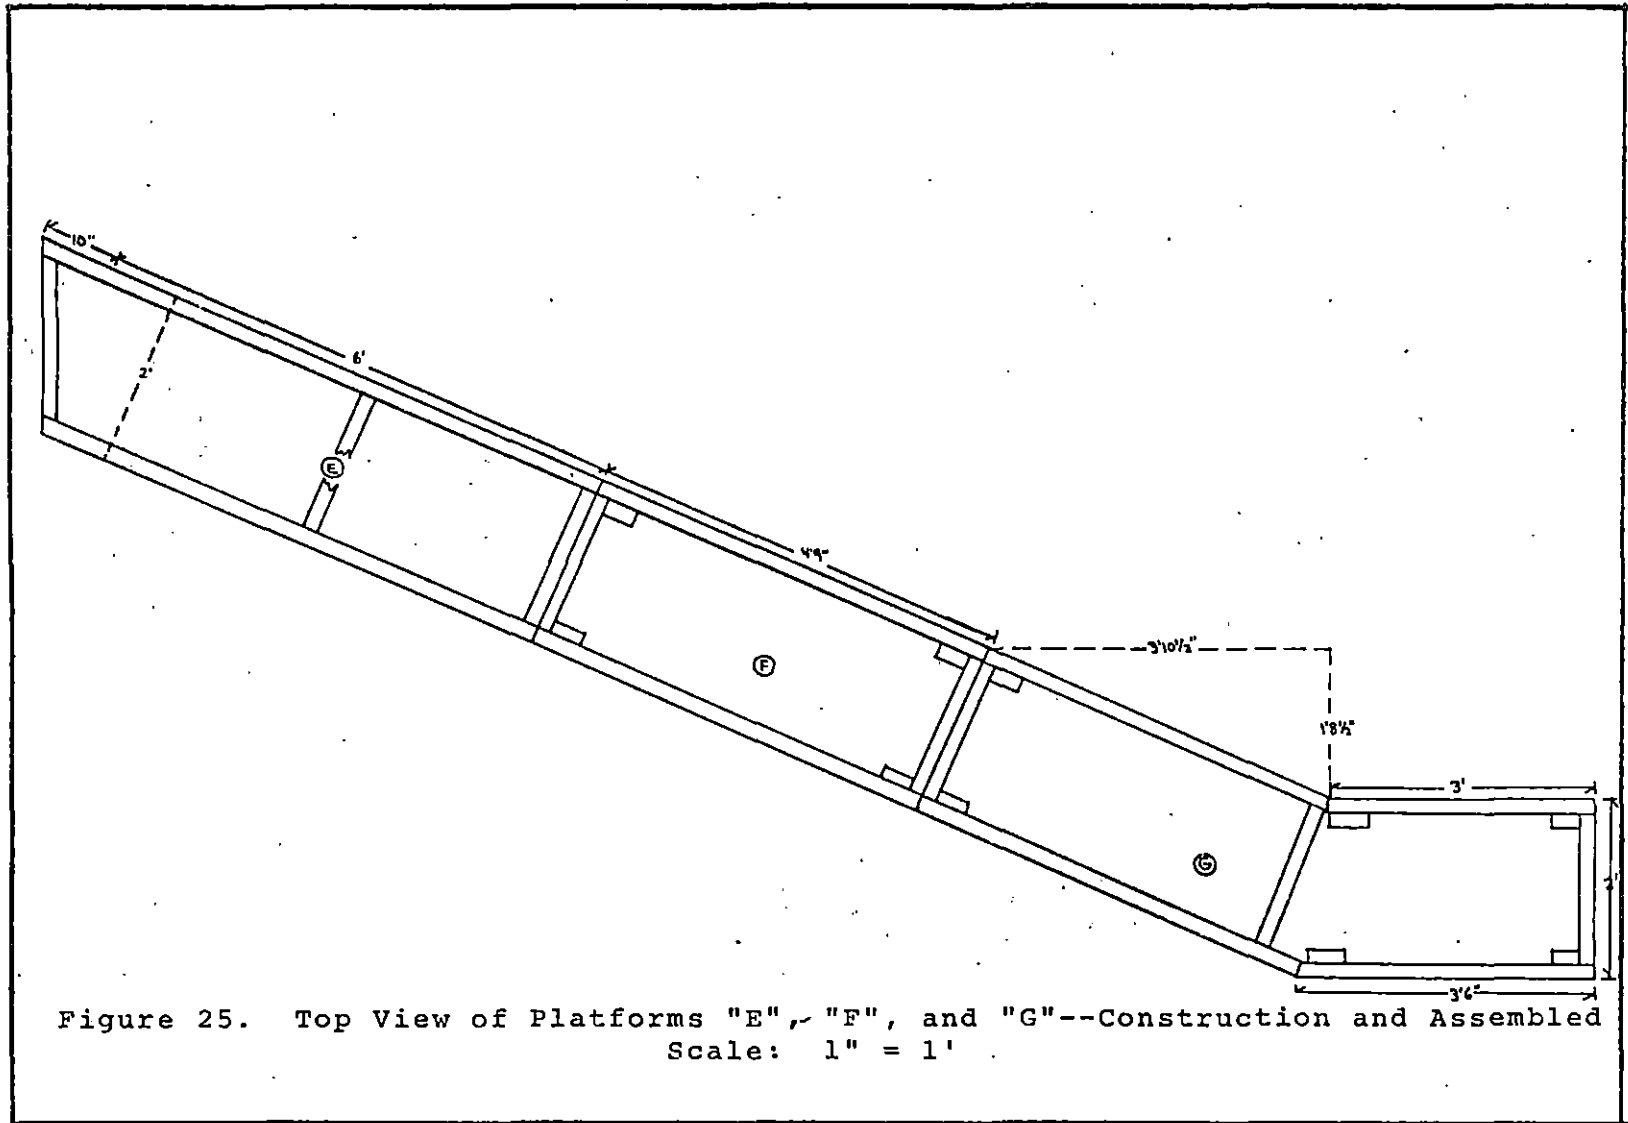 10"
6'
2'
E
4'9"
F
3'10½"
1'8½"
3'
G
2'
3'6"
Figure 25. Top View of Platforms "E", "F", and "G"--Construction and Assembled
Scale: 1" = 1'